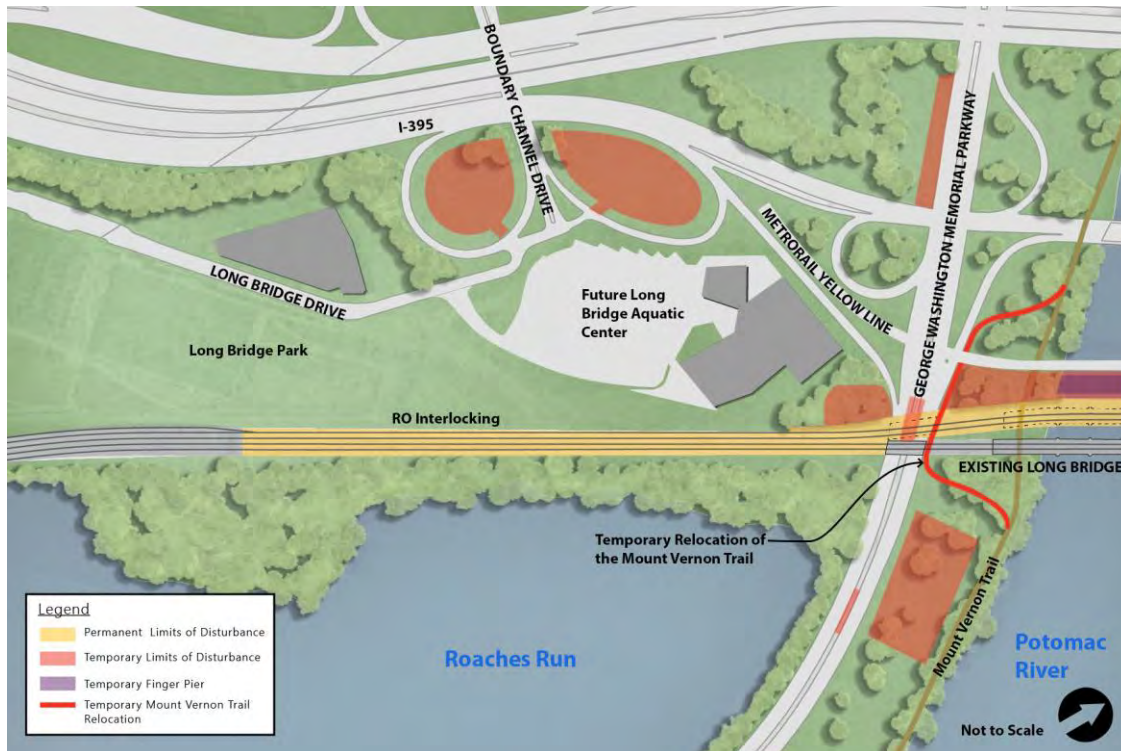 BOUNDARY CHANNEL DRIVE
I-395
GEORGE WASHINGTON MEMORIAL PARKWAY
METRORAIL YELLOW LINE
LONG BRIDGE DRIVE
Future Long
Bridge Aquatic
Center
Long Bridge Park
RO Interlocking
EXISTING LONG BRIDGE
Temporary Relocation of
the Mount Vernon Trail
Mount Vernon Trail
Roaches Run
Potomac
River
Legend
Permanent Limits of Disturbance
Temporary Limits of Disturbance
Temporary Finger Pier
Temporary Mount Vernon Trail
Relocation
Not to Scale